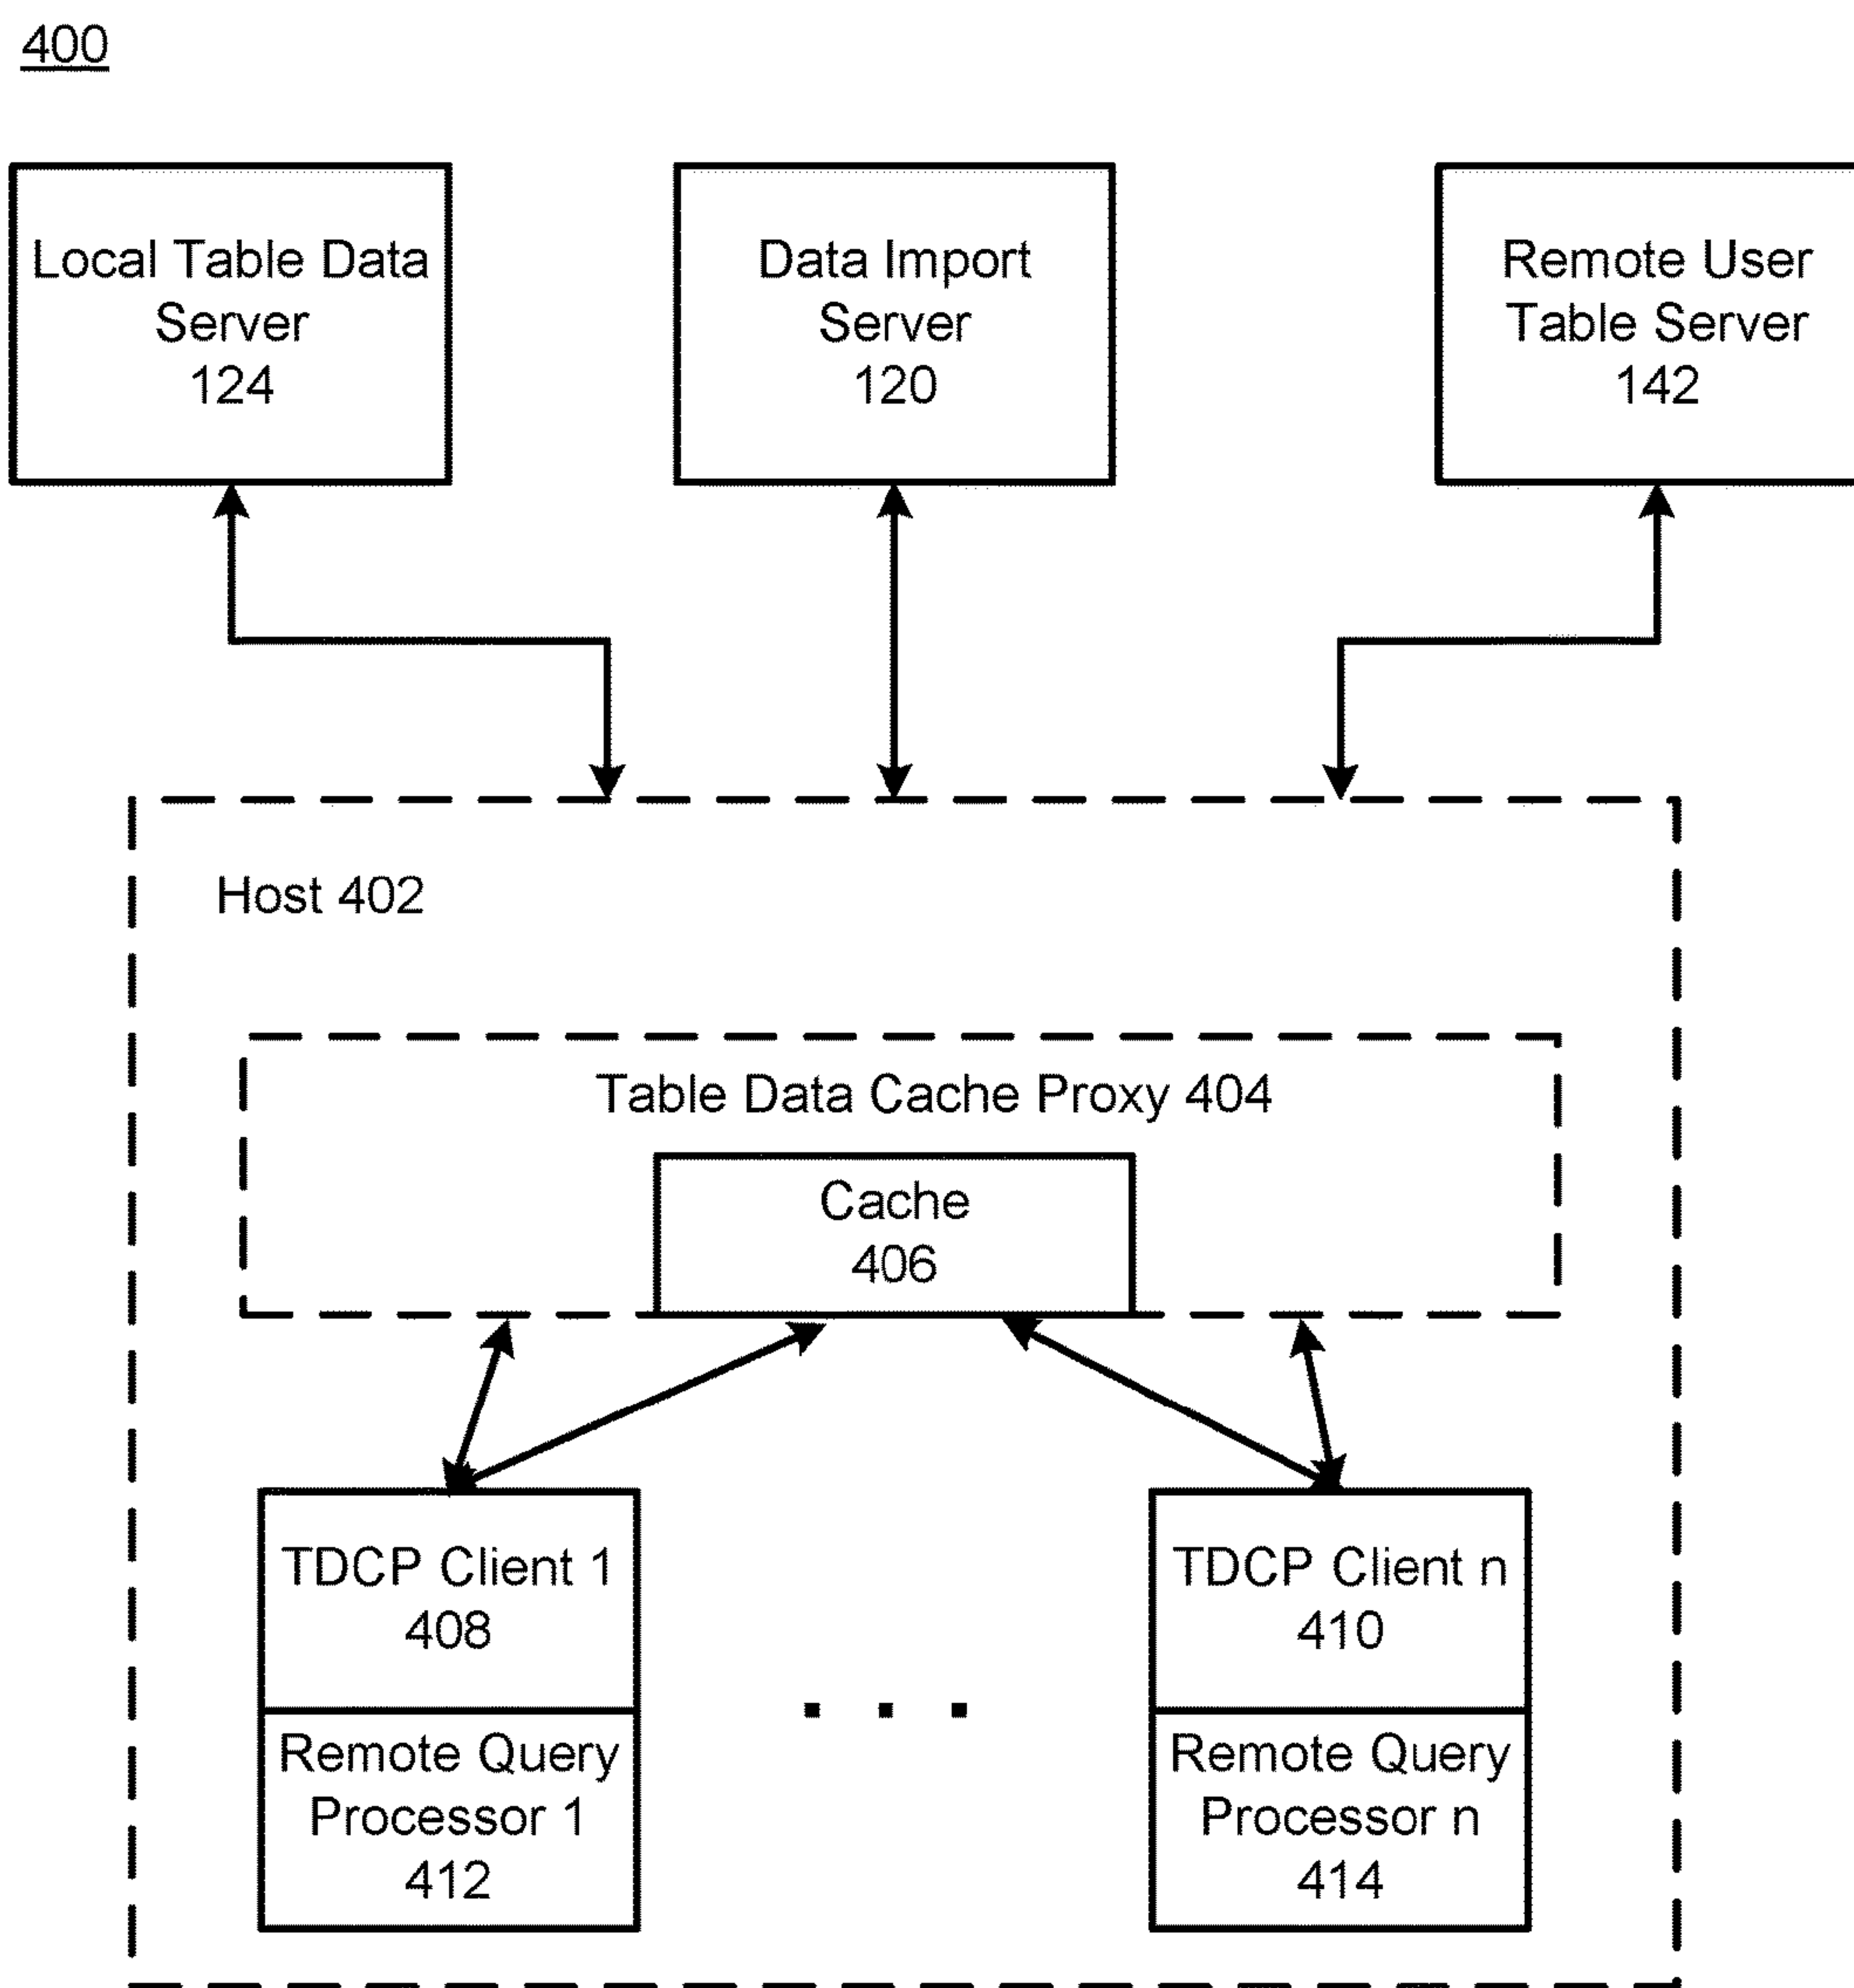 400
Local Table Data
Server
124
Data Import
Server
120
Remote User
Table Server
142
Host 402
Table Data Cache Proxy 404
Cache
406
TDCP Client 1
408
Remote Query
Processor 1
412
. . .
TDCP Client n
410
Remote Query
Processor n
414